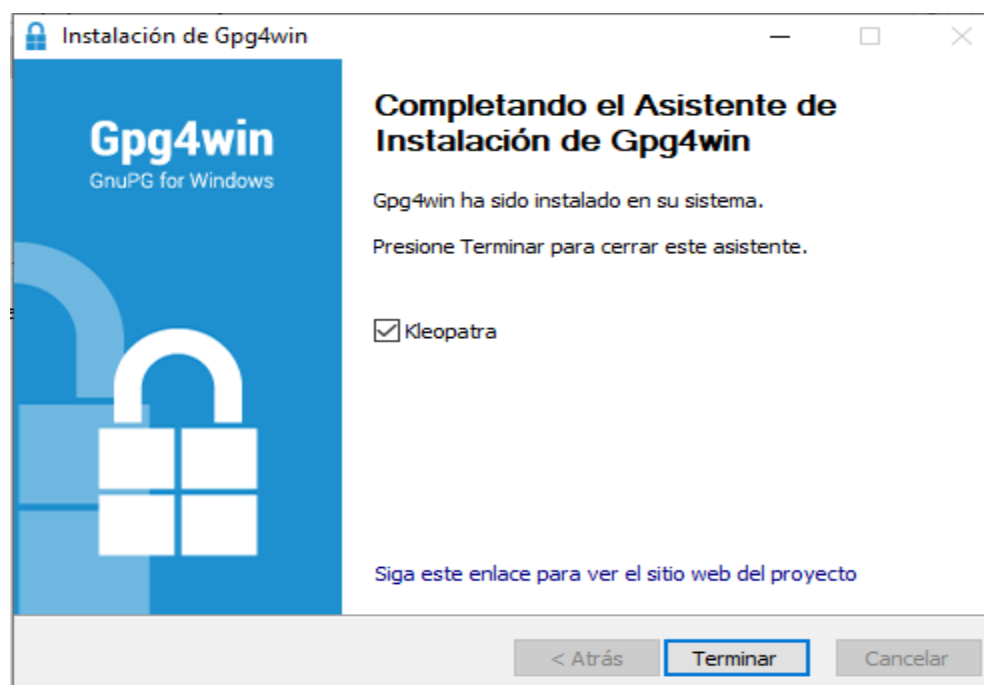 Instalación de Gpg4win
Gpg4win
GnuPG for Windows
Completando el Asistente de
Instalación de Gpg4win
Gpg4win ha sido instalado en su sistema.
Presione Terminar para cerrar este asistente.
Kleopatra
Siga este enlace para ver el sitio web del proyecto
< Atrás
Terminar
Cancelar